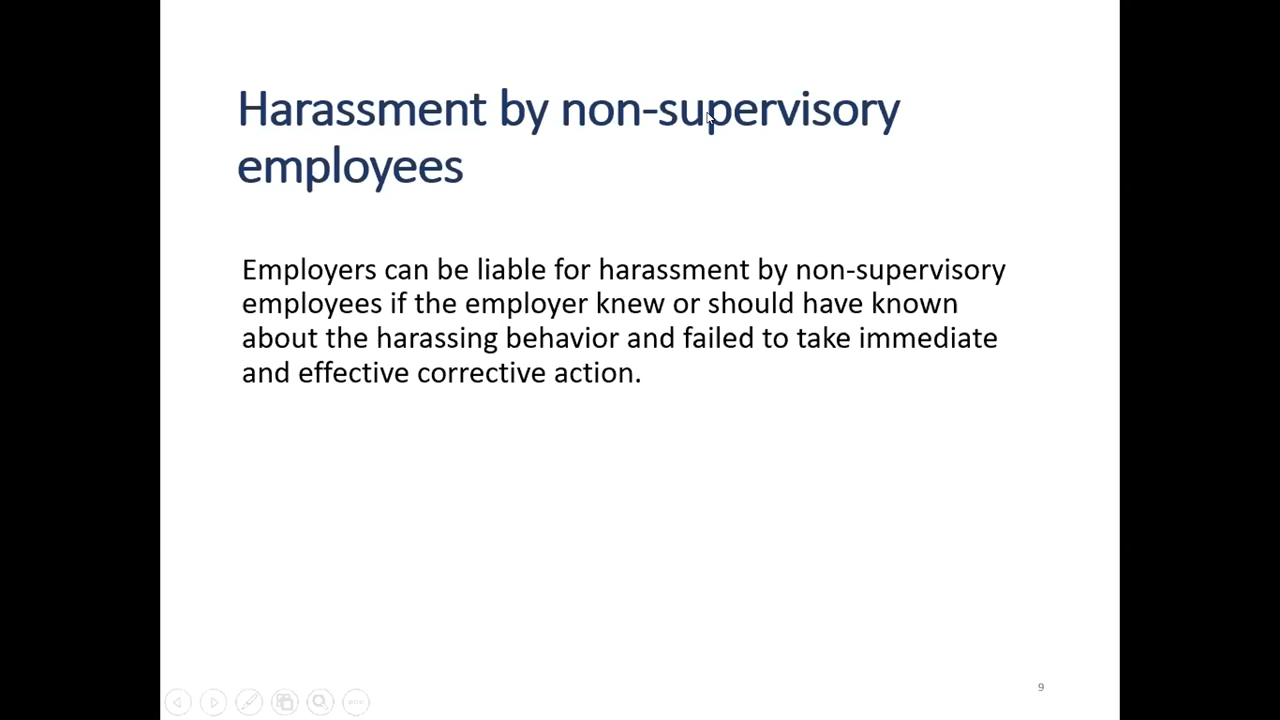 Harassment by non-supervisory
employees
Employers can be liable for harassment by non-supervisory
employees if the employer knew or should have known
about the harassing behavior and failed to take immediate
and effective corrective action.
9